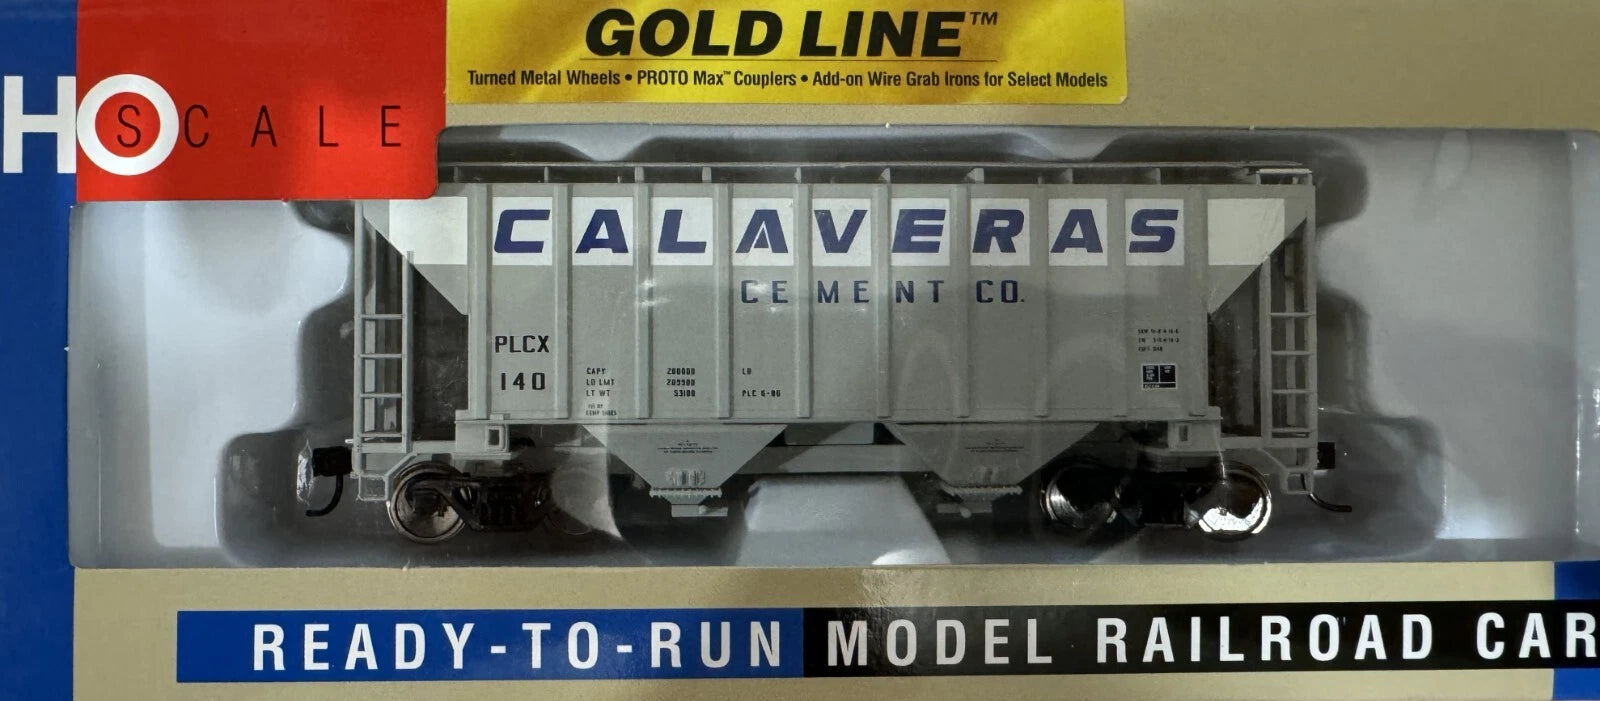 GOLD LINE™
Turned Metal Wheels • PROTO Max™ Couplers • Add-on Wire Grab Irons for Select Models
HO SCALE
CALAVERAS
CEMENT CO.
PLCX
140
CAPY 200000 LB
LD LMT 209900
LT WT 53100 PLC 6-86
READY-TO-RUN MODEL RAILROAD CAR